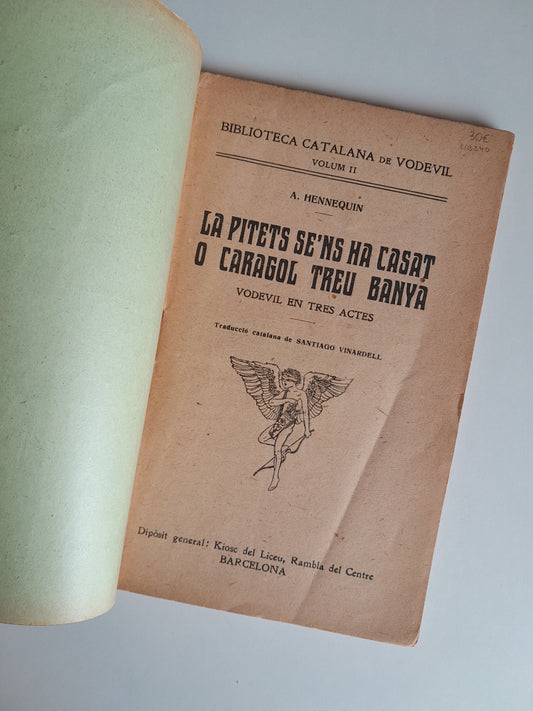 30€
BIBLIOTECA CATALANA DE VODEVIL
VOLUM II
A. HENNEQUIN
LA PITETS SE'NS HA CASAT
O CARAGOL TREU BANYA
VODEVIL EN TRES ACTES
Traducció catalana de SANTIAGO VINARDELL
Dipòsit general: Kiosc del Liceu, Rambla del Centre
BARCELONA